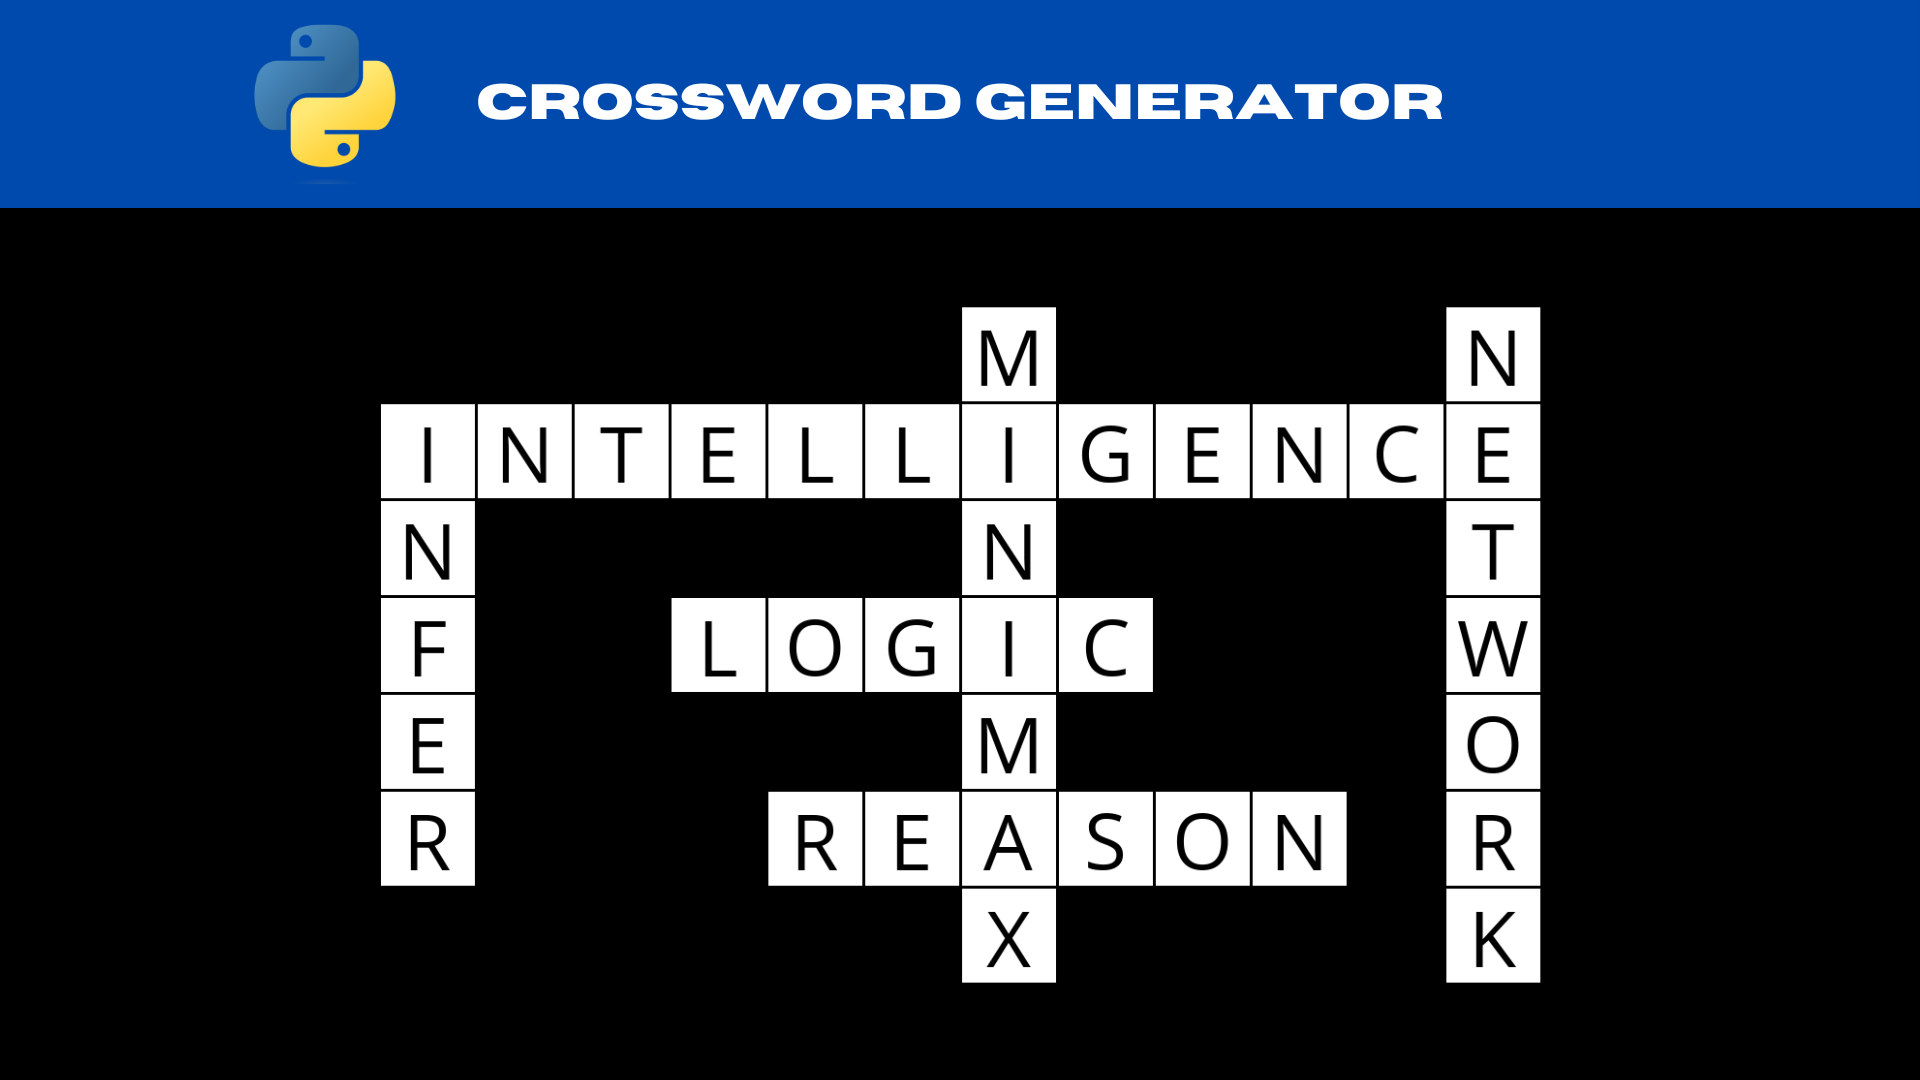 CROSSWORD GENERATOR
M N
INTELLIGENCE
N N T
F LOGIC W
E M O
R REASON R
X K